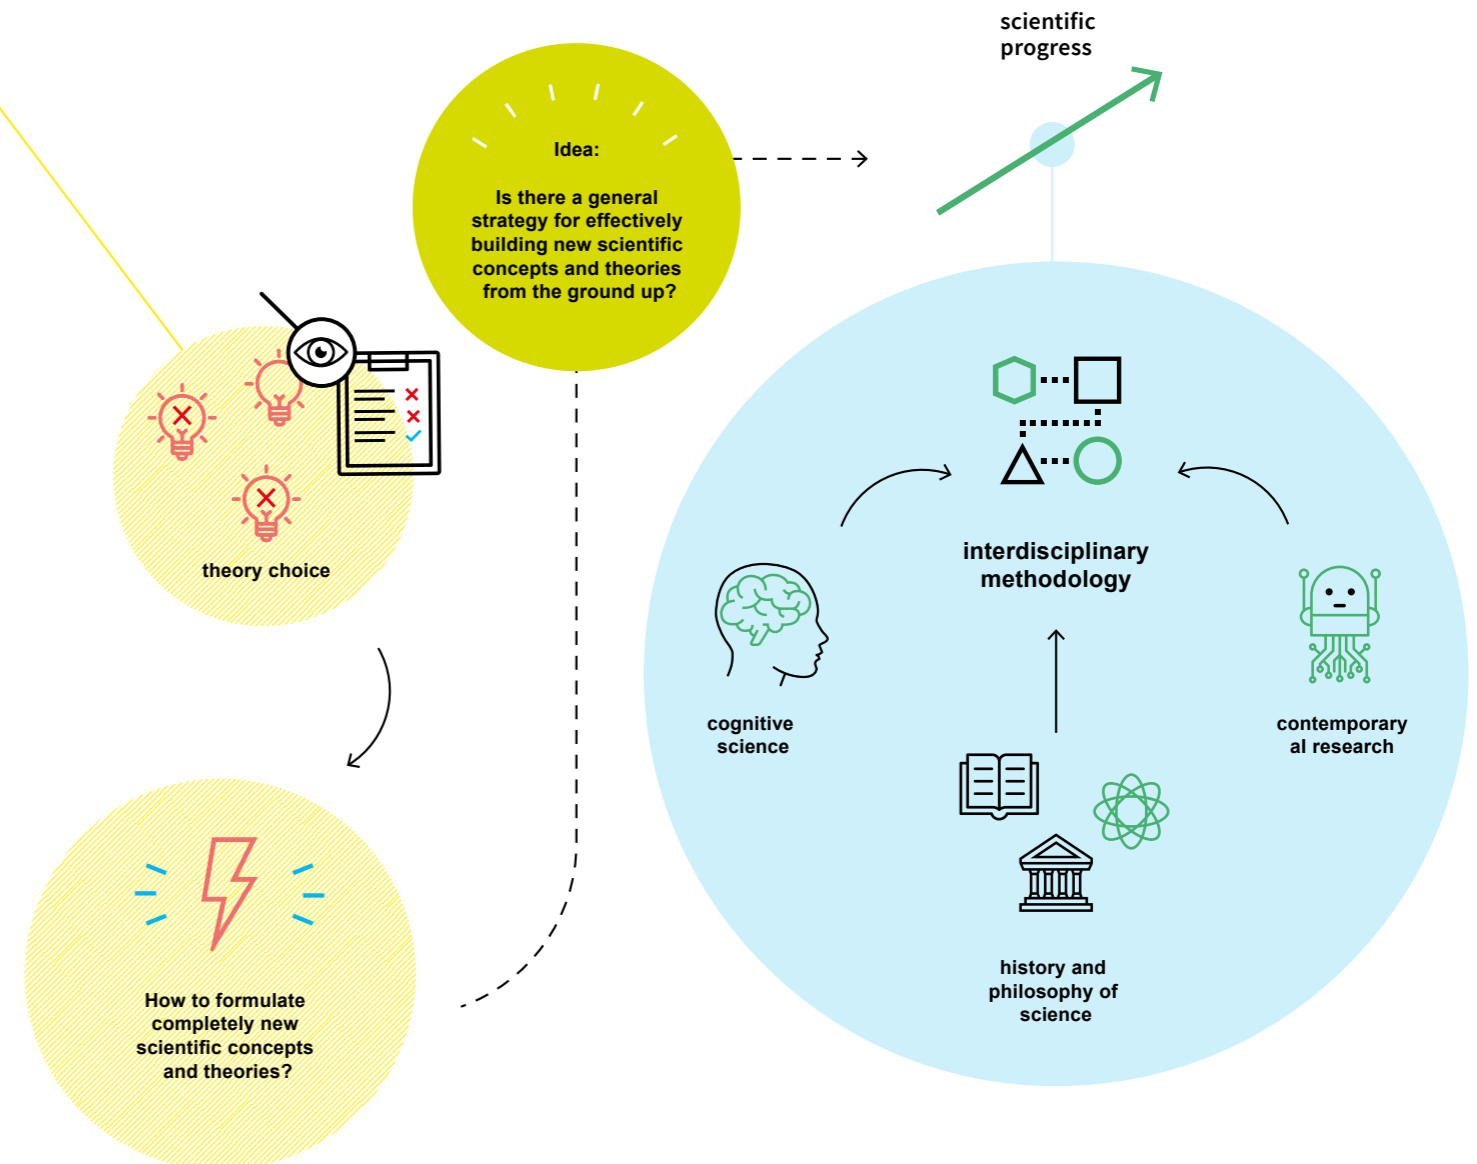 scientific
progress
Idea:
Is there a general
strategy for effectively
building new scientific
concepts and theories
from the ground up?
theory choice
How to formulate
completely new
scientific concepts
and theories?
interdisciplinary
methodology
cognitive
science
contemporary
al research
history and
philosophy of
science